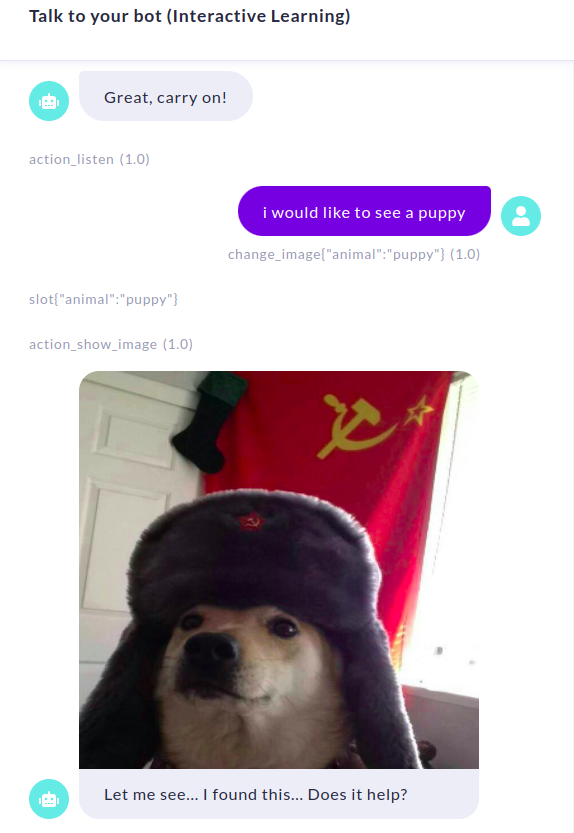 Talk to your bot (Interactive Learning)
Great, carry on!
action_listen (1.0)
i would like to see a puppy
change_image{"animal":"puppy"} (1.0)
slot{"animal":"puppy"}
action_show_image (1.0)
Let me see... I found this... Does it help?